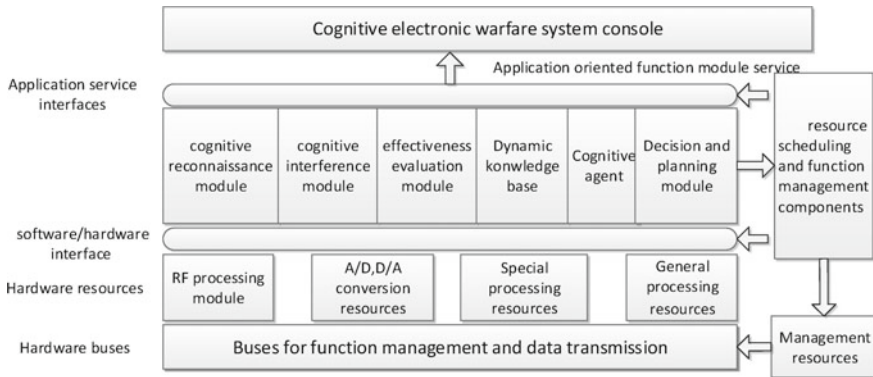 Cognitive electronic warfare system console
Application oriented function module service
Application service
interfaces
cognitive
reconnaissance
module
cognitive
interference
module
effectiveness
evaluation
module
Dynamic
konwledge
base
Cognitive
agent
Decision and
planning
module
resource
scheduling
and function
management
components
software/hardware
interface
Hardware resources
RF processing
module
A/D,D/A
conversion
resources
Special
processing
resources
General
processing
resources
Hardware buses
Buses for function management and data transmission
Management
resources